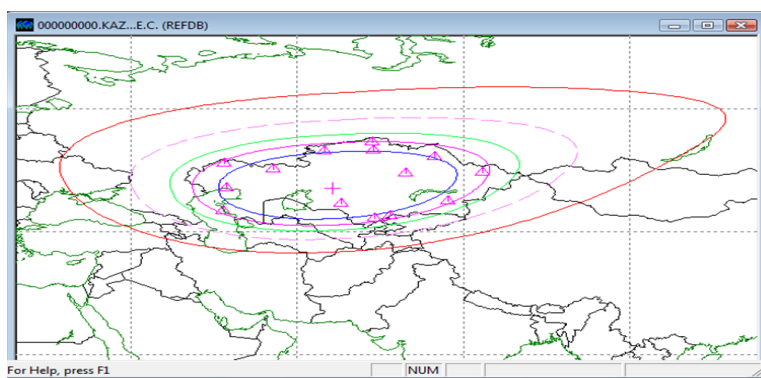 000000000.KAZ...E.C. (REFDB)
For Help, press F1
NUM